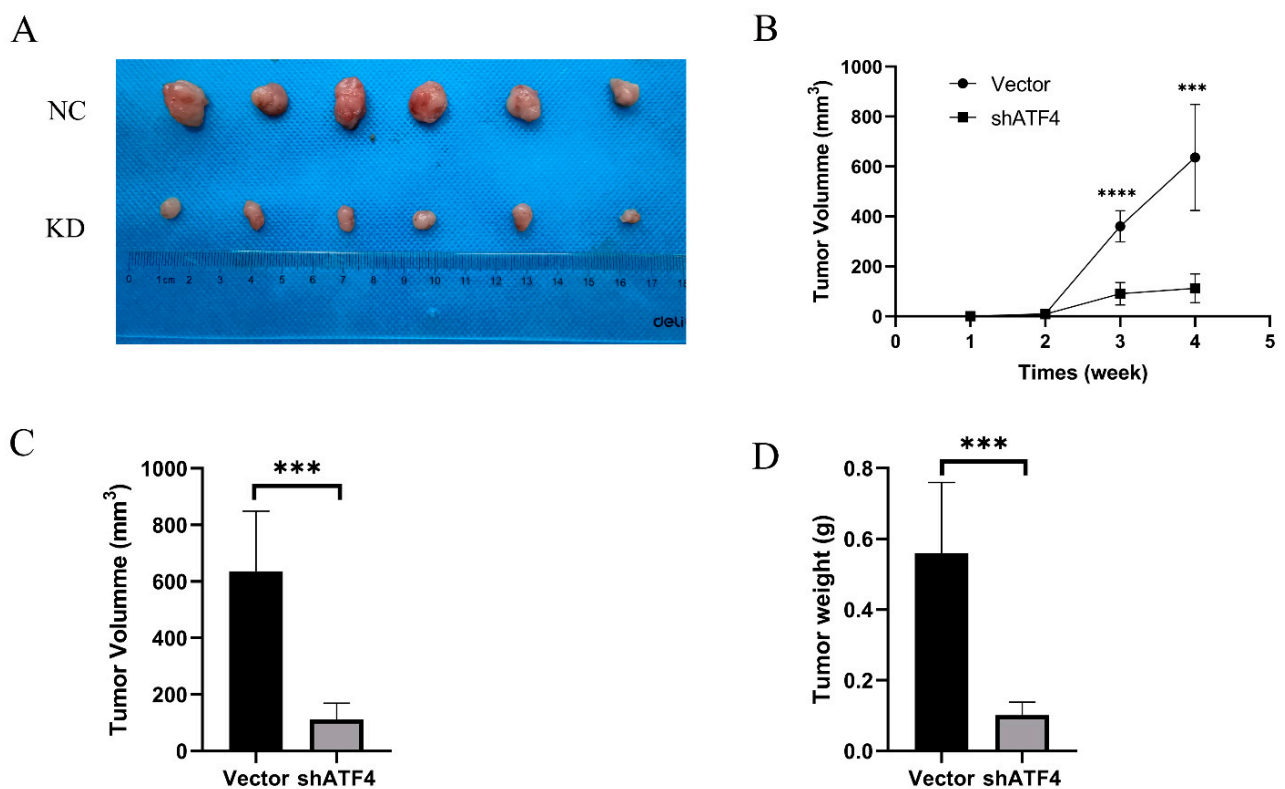 A
NC
KD
0 1cm 2 3 4 5 6 7 8 9 10 11 12 13 14 15 16 17 18
deli
B
Tumor Volumme (mm³)
1000
800
600
400
200
0
Vector
shATF4
****
***
0 1 2 3 4 5
Times (week)
C
Tumor Volumme (mm³)
1000
800
600
400
200
0
***
Vector shATF4
D
Tumor weight (g)
0.8
0.6
0.4
0.2
0.0
***
Vector shATF4